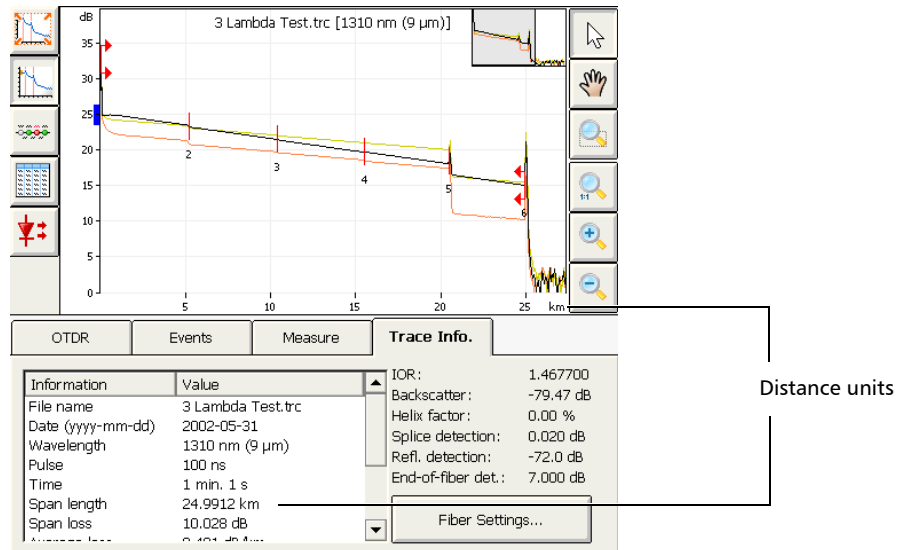 dB
3 Lambda Test.trc [1310 nm (9 µm)]
35
30
25
20
15
10
5
0
2
3
4
5
6
5
10
15
20
25
km
1:1
Distance units
OTDR
Events
Measure
Trace Info.
Information Value
File name 3 Lambda Test.trc
Date (yyyy-mm-dd) 2002-05-31
Wavelength 1310 nm (9 µm)
Pulse 100 ns
Time 1 min. 1 s
Span length 24.9912 km
Span loss 10.028 dB
IOR: 1.467700
Backscatter: -79.47 dB
Helix factor: 0.00 %
Splice detection: 0.020 dB
Refl. detection: -72.0 dB
End-of-fiber det.: 7.000 dB
Fiber Settings...